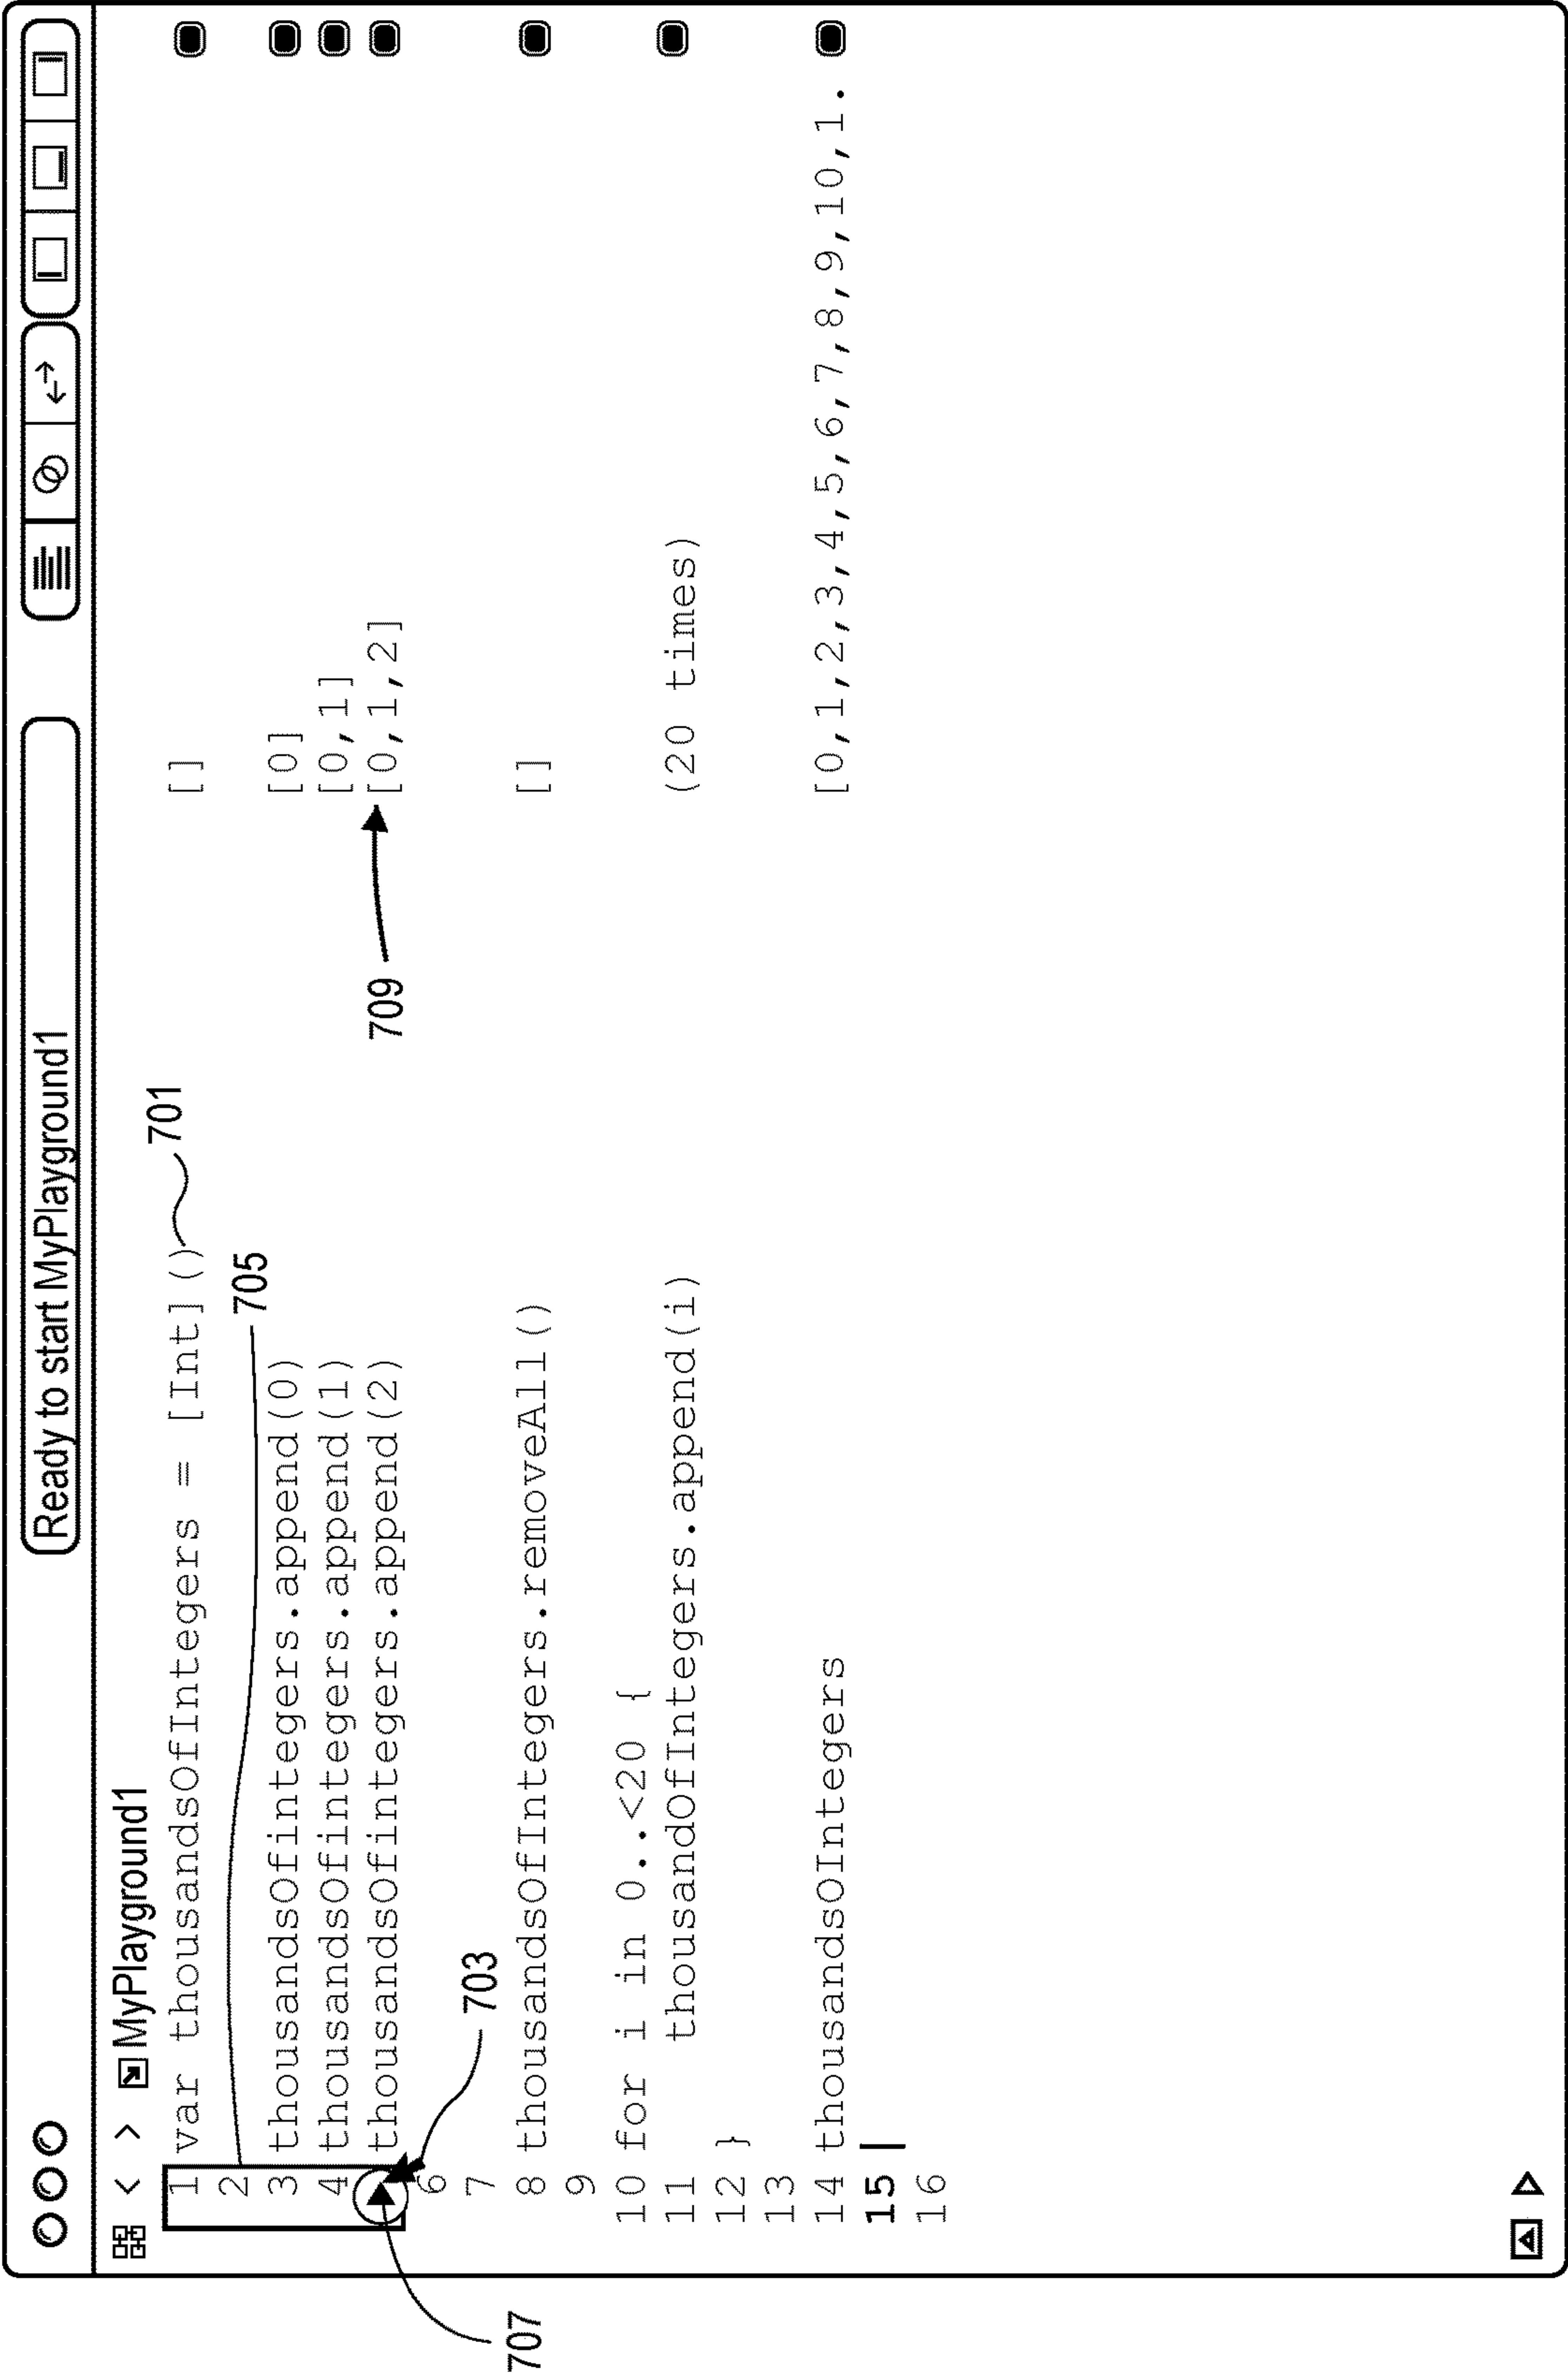 Ready to start MyPlayground1
< > MyPlayground1
701
1 var thousandsOfIntegers = [Int]() []
2
705
3 thousandsOfintegers.append(0) [0]
4 thousandsOfintegers.append(1) [0,1]
thousandsOfintegers.append(2) [0,1,2]
709
6
703
7
707
8 thousandsOfIntegers.removeAll() []
9
10 for i in 0..<20 {
11 thousandOfIntegers.append(i) (20 times)
12 }
13
14 thousandsOIntegers [0,1,2,3,4,5,6,7,8,9,10,1.
15
16